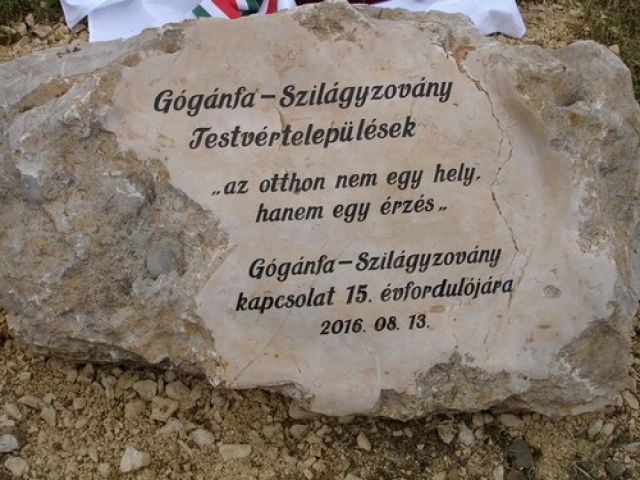 Gógánfa – Szilágyzovány
Testvértelepülések
„az otthon nem egy hely,
hanem egy érzés„
Gógánfa – Szilágyzovány
kapcsolat 15. évfordulójára
2016. 08. 13.